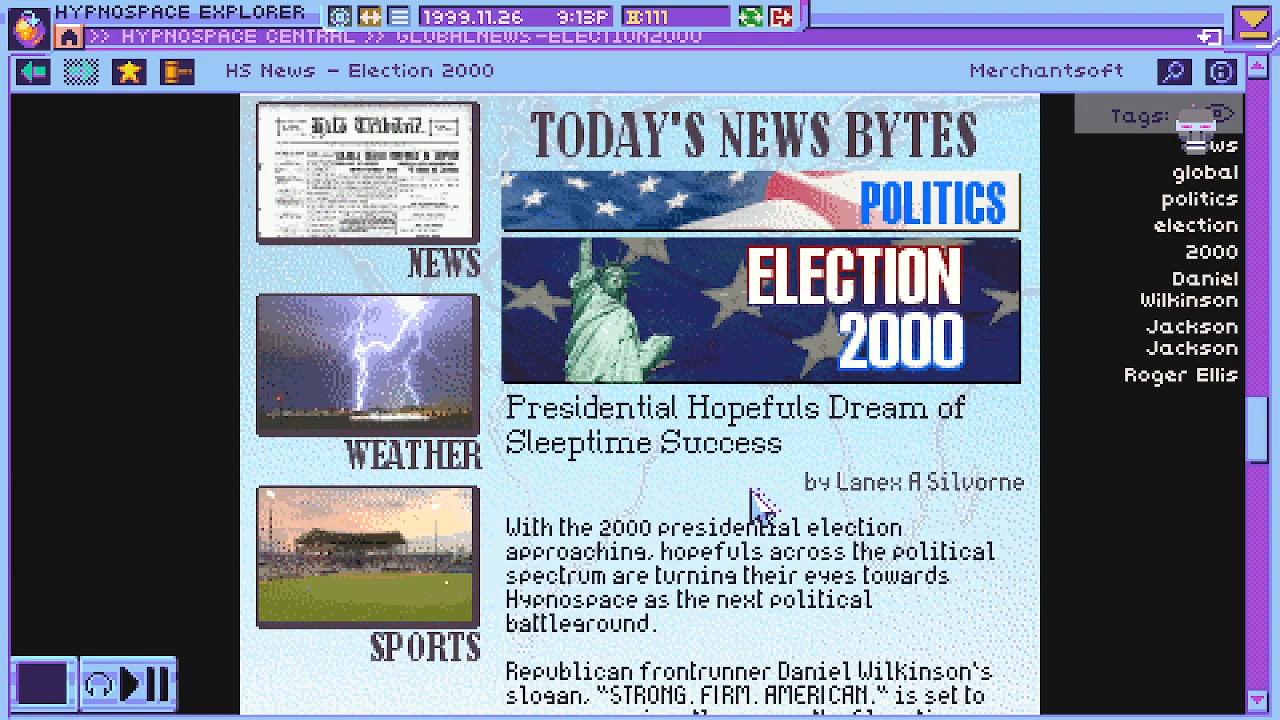 HYPNOSPACE EXPLORER
1999.11.26 9:13P
111
>> HYPNOSPACE CENTRAL >> GLOBALNEWS-ELECTION2000
HS News - Election 2000
Merchantsoft
Tags:
ws
global
politics
election
2000
Daniel
Wilkinson
Jackson
Jackson
Roger Ellis
NEWS
WEATHER
SPORTS
TODAY'S NEWS BYTES
POLITICS
ELECTION
2000
Presidential Hopefuls Dream of
Sleeptime Success
by Lanex A Silvorne
With the 2000 presidential election
approaching, hopefuls across the political
spectrum are turning their eyes towards
Hypnospace as the next political
battleground.
Republican frontrunner Daniel Wilkinson's
slogan, "STRONG. FIRM. AMERICAN." is set to